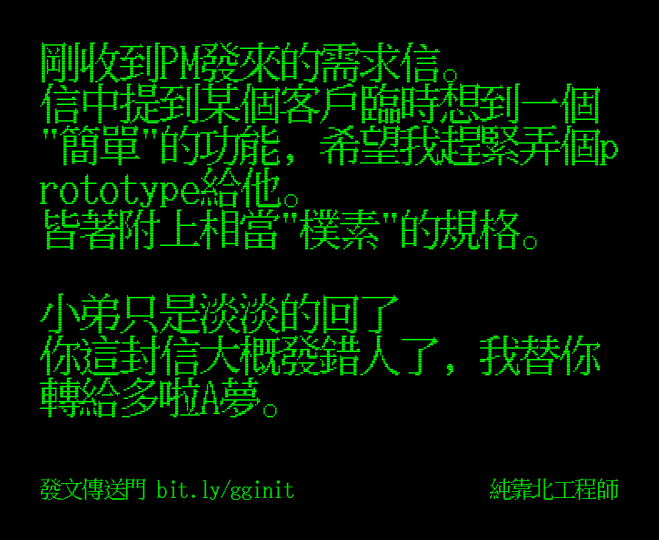 剛收到PM發來的需求信。
信中提到某個客戶臨時想到一個
"簡單"的功能，希望我趕緊弄個p
rototype給他。
皆著附上相當"樸素"的規格。
小弟只是淡淡的回了
你這封信大概發錯人了，我替你
轉給多啦A夢。
發文傳送門 bit.ly/gginit
純靠北工程師